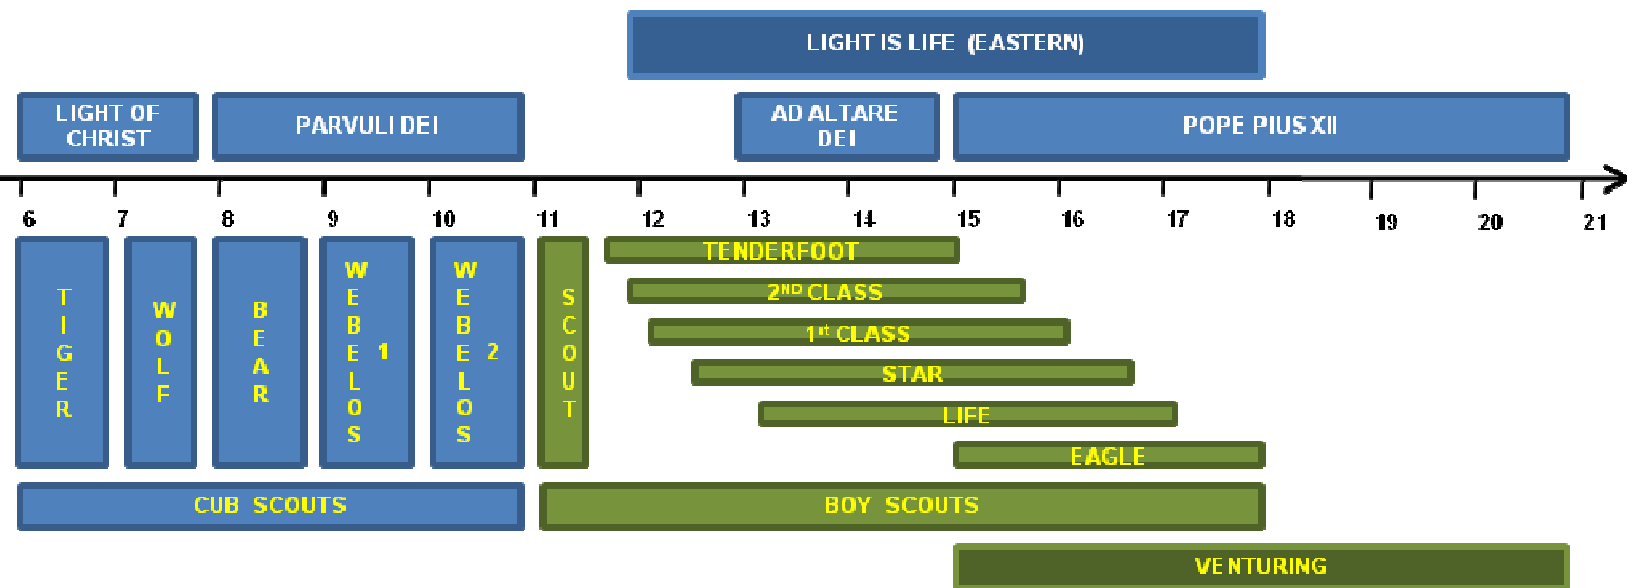 LIGHT IS LIFE (EASTERN)
LIGHT OF
CHRIST
PARVULI DEI
AD ALTARE
DEI
POPE PIUS XII
6 7 8 9 10 11 12 13 14 15 16 17 18 19 20 21
TIGER
WOLF
BEAR
WEBELOS 1
WEBELOS 2
SCOUT
TENDERFOOT
2ND CLASS
1st CLASS
STAR
LIFE
EAGLE
CUB SCOUTS
BOY SCOUTS
VENTURING